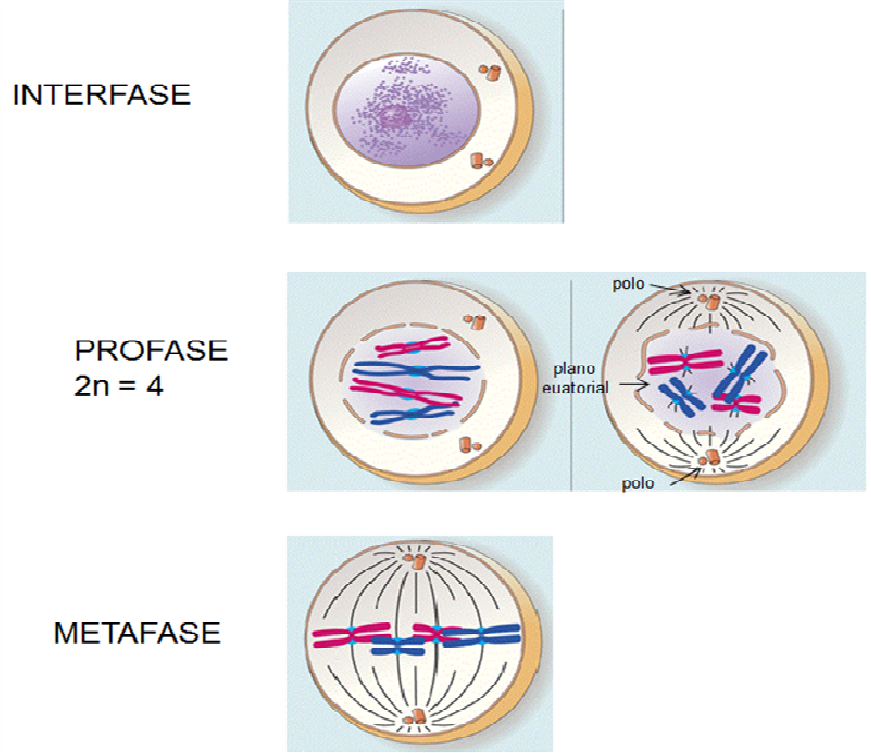 INTERFASE
PROFASE
2n = 4
polo
plano
euatorial
polo
METAFASE